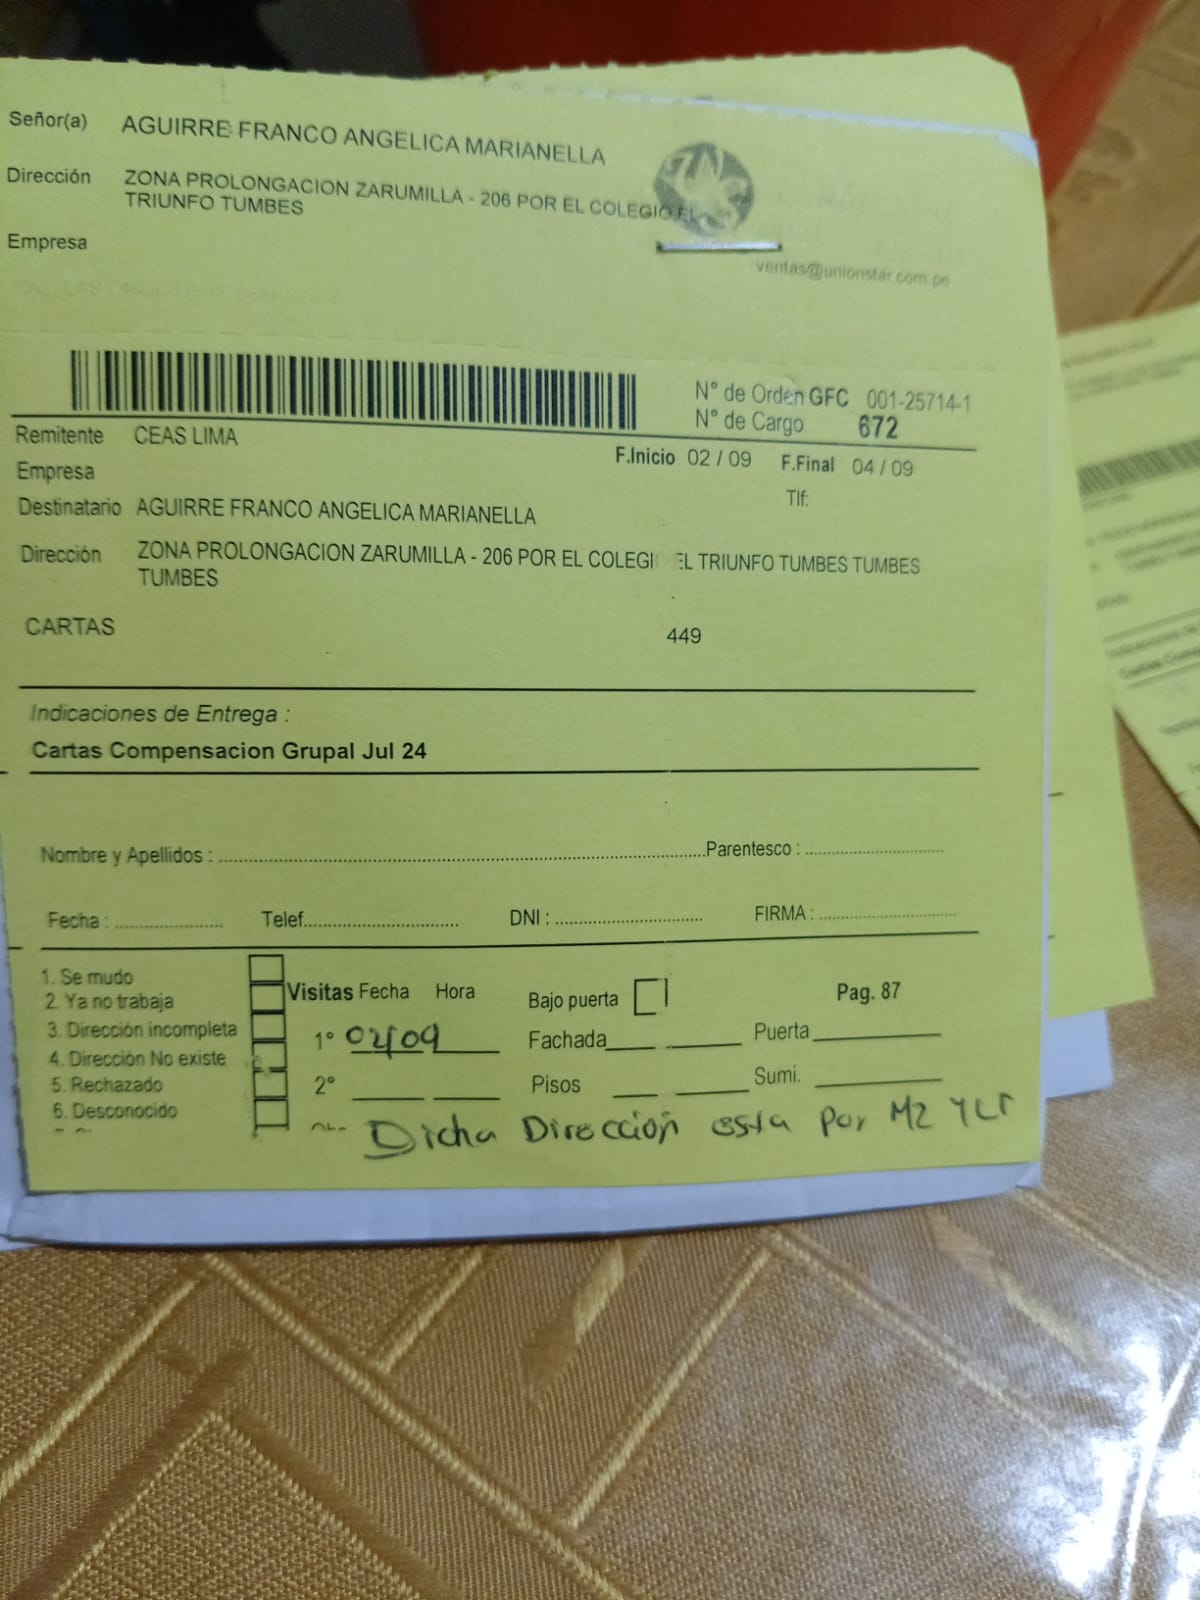 Señor(a) AGUIRRE FRANCO ANGELICA MARIANELLA
Dirección ZONA PROLONGACION ZARUMILLA - 206 POR EL COLEGIO EL
TRIUNFO TUMBES
Empresa
ventas@unionstar.com.pe
N° de Orden GFC 001-25714-1
N° de Cargo 672
Remitente CEAS LIMA
F.Inicio 02 / 09 F.Final 04 / 09
Empresa
Tlf:
Destinatario AGUIRRE FRANCO ANGELICA MARIANELLA
Dirección ZONA PROLONGACION ZARUMILLA - 206 POR EL COLEGI EL TRIUNFO TUMBES TUMBES
TUMBES
CARTAS 449
Indicaciones de Entrega :
Cartas Compensacion Grupal Jul 24
Nombre y Apellidos : Parentesco :
Fecha : Telef. DNI : FIRMA :
1. Se mudo
2. Ya no trabaja
3. Dirección incompleta
4. Dirección No existe
5. Rechazado
6. Desconocido
Visitas Fecha Hora
1° 02/09
2°
Bajo puerta
Pag. 87
Fachada Puerta
Pisos Sumi.
Dicha Dirección esta por MZ Y LT